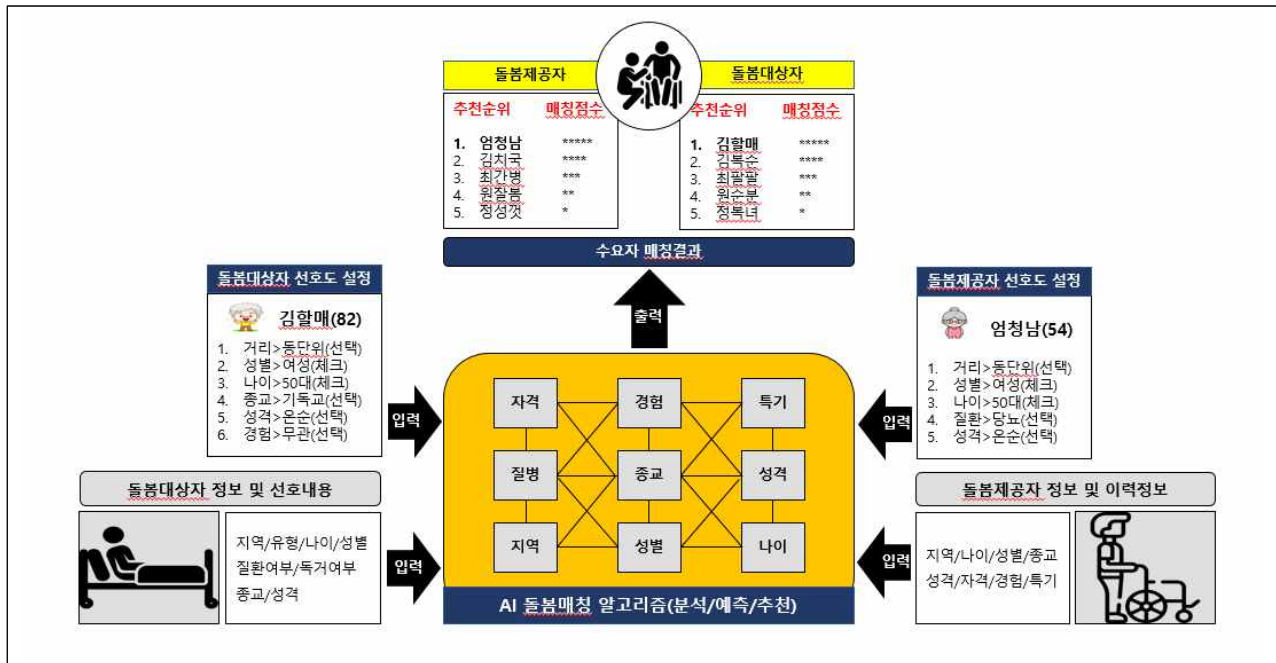 돌봄제공자
추천순위 매칭점수
1. 엄청남 *****
2. 김치국 ****
3. 최간병 ***
4. 원잘봄 **
5. 정성껏 *
돌봄대상자
추천순위 매칭점수
1. 김할매 *****
2. 김복순 ****
3. 최팔팔 ***
4. 원순분 **
5. 정복녀 *
수요자 매칭결과
출력
돌봄대상자 선호도 설정
김할매(82)
1. 거리>동단위(선택)
2. 성별>여성(체크)
3. 나이>50대(체크)
4. 종교>기독교(선택)
5. 성격>온순(선택)
6. 경험>무관(선택)
입력
돌봄대상자 정보 및 선호내용
지역/유형/나이/성별
질환여부/독거여부
종교/성격
입력
자격 경험 특기
질병 종교 성격
지역 성별 나이
AI 돌봄매칭 알고리즘(분석/예측/추천)
돌봄제공자 선호도 설정
엄청남(54)
1. 거리>동단위(선택)
2. 성별>여성(체크)
3. 나이>50대(체크)
4. 질환>당뇨(선택)
5. 성격>온순(선택)
입력
돌봄제공자 정보 및 이력정보
지역/나이/성별/종교
성격/자격/경험/특기
입력